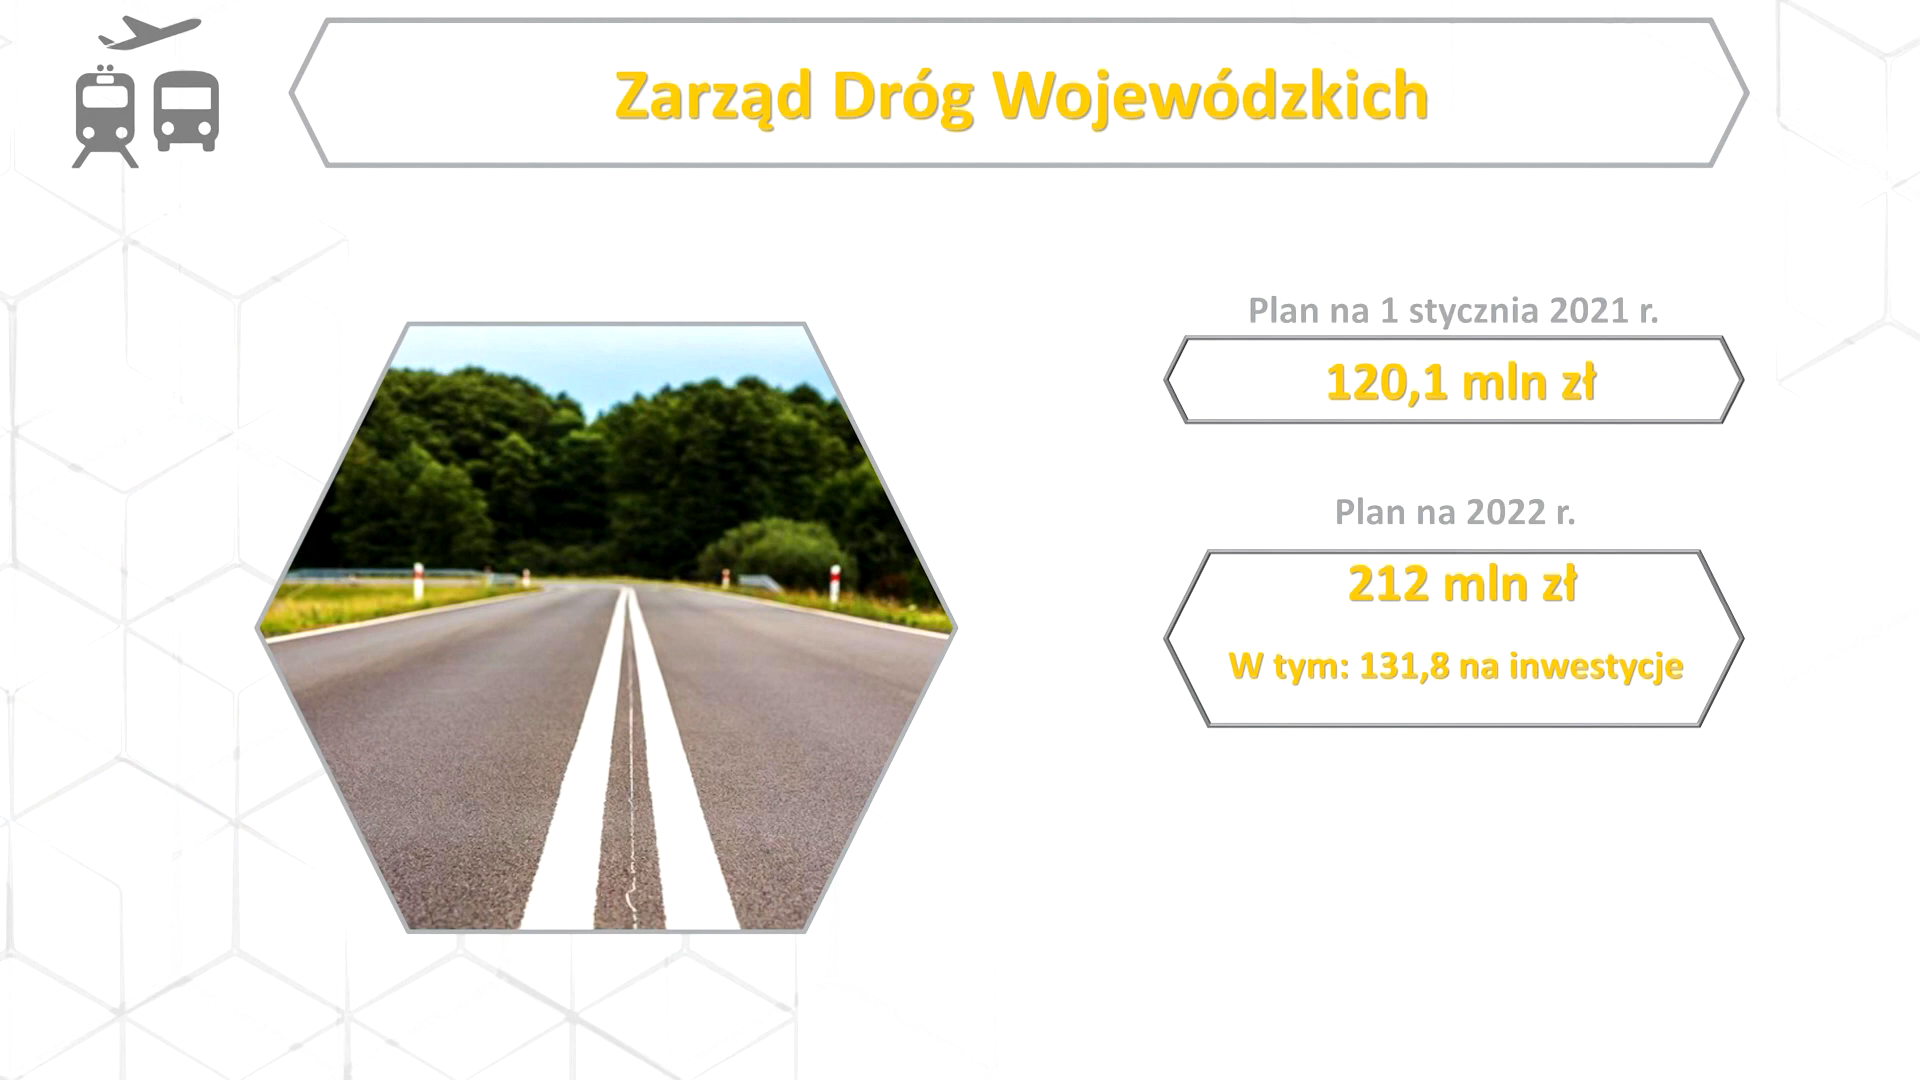 Zarząd Dróg Wojewódzkich
Plan na 1 stycznia 2021 r.
120,1 mln zł
Plan na 2022 r.
212 mln zł
W tym: 131,8 na inwestycje